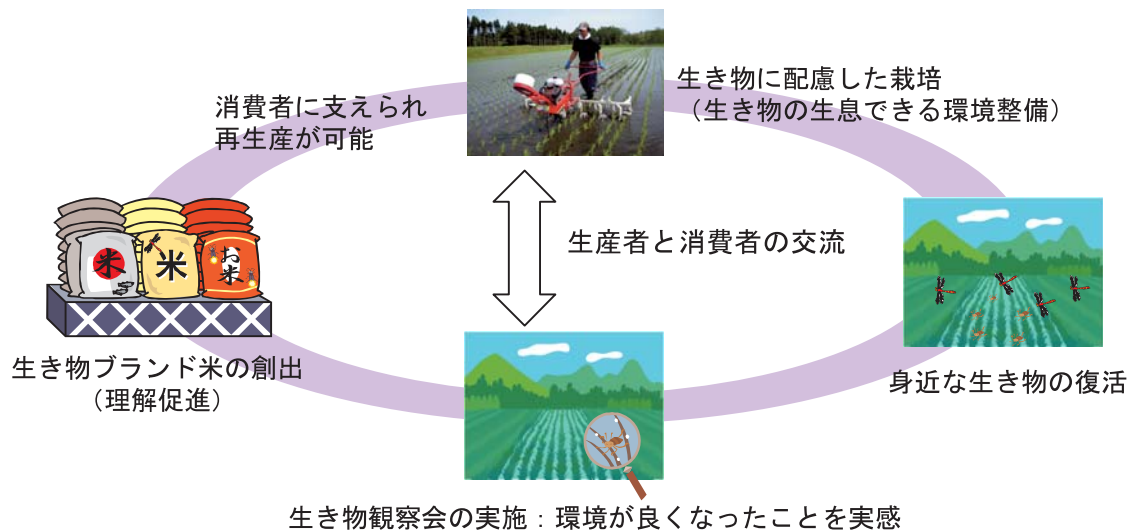 消費者に支えられ
再生産が可能
生き物に配慮した栽培
（生き物の生息できる環境整備）
生産者と消費者の交流
米
米
お米
生き物ブランド米の創出
（理解促進）
身近な生き物の復活
生き物観察会の実施：環境が良くなったことを実感